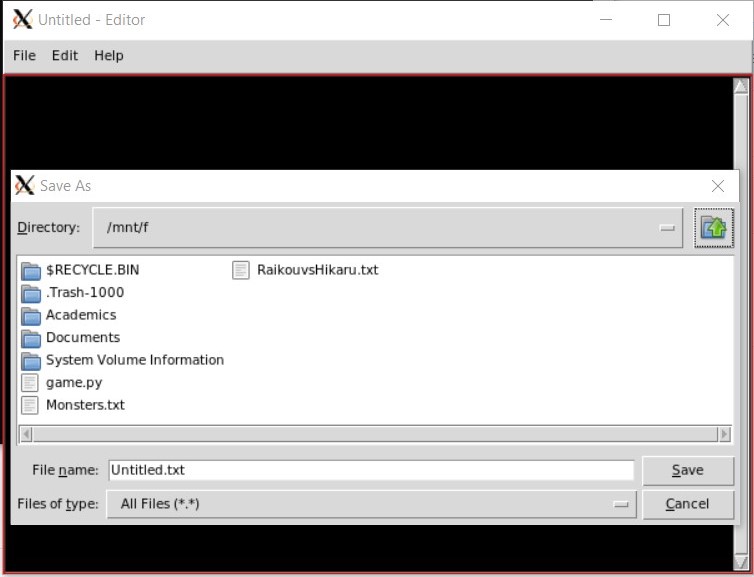 Untitled - Editor
File Edit Help
Save As
Directory: /mnt/f
$RECYCLE.BIN RaikouvsHikaru.txt
.Trash-1000
Academics
Documents
System Volume Information
game.py
Monsters.txt
File name: Untitled.txt Save
Files of type: All Files (*.*) Cancel